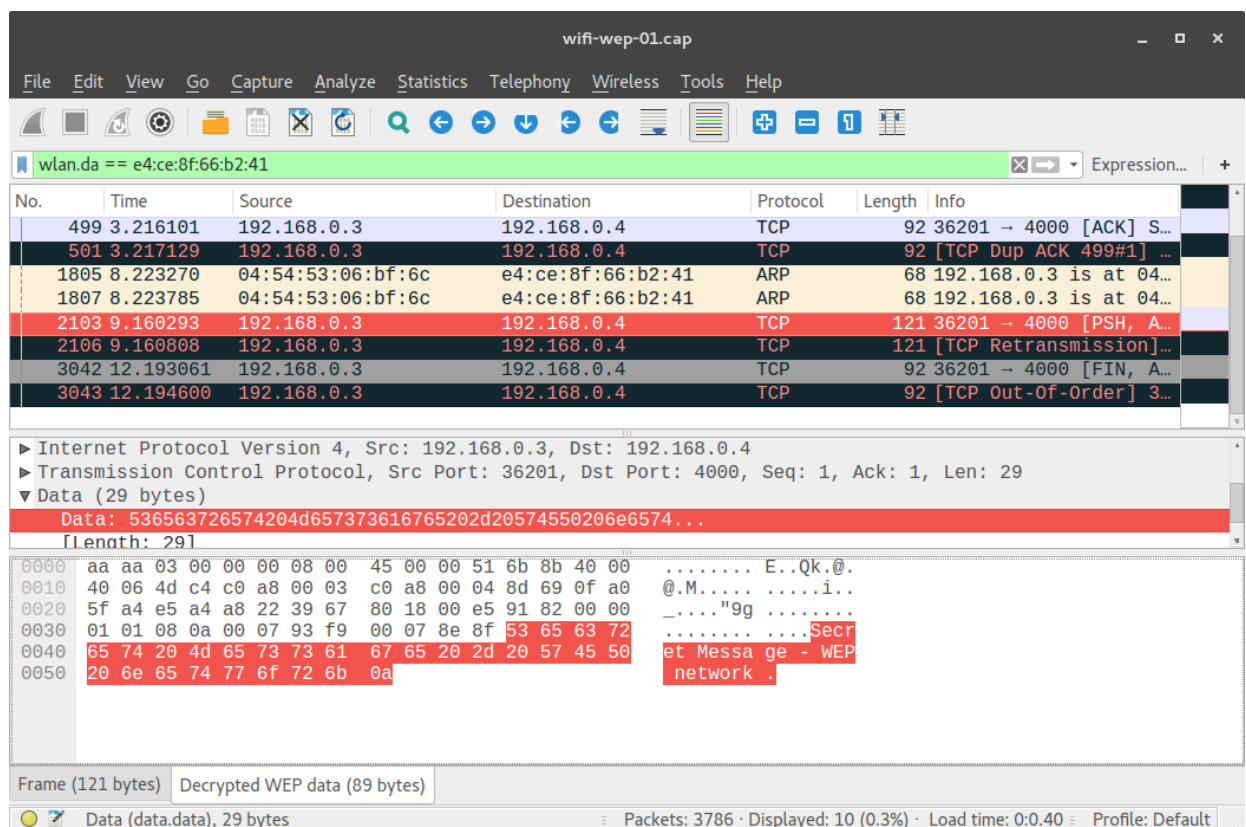 wifi-wep-01.cap
File Edit View Go Capture Analyze Statistics Telephony Wireless Tools Help
wlan.da == e4:ce:8f:66:b2:41 Expression... +
No. Time Source Destination Protocol Length Info
499 3.216101 192.168.0.3 192.168.0.4 TCP 92 36201 → 4000 [ACK] S…
501 3.217129 192.168.0.3 192.168.0.4 TCP 92 [TCP Dup ACK 499#1] …
1805 8.223270 04:54:53:06:bf:6c e4:ce:8f:66:b2:41 ARP 68 192.168.0.3 is at 04…
1807 8.223785 04:54:53:06:bf:6c e4:ce:8f:66:b2:41 ARP 68 192.168.0.3 is at 04…
2103 9.160293 192.168.0.3 192.168.0.4 TCP 121 36201 → 4000 [PSH, A…
2106 9.160808 192.168.0.3 192.168.0.4 TCP 121 [TCP Retransmission]…
3042 12.193061 192.168.0.3 192.168.0.4 TCP 92 36201 → 4000 [FIN, A…
3043 12.194600 192.168.0.3 192.168.0.4 TCP 92 [TCP Out-Of-Order] 3…
Internet Protocol Version 4, Src: 192.168.0.3, Dst: 192.168.0.4
Transmission Control Protocol, Src Port: 36201, Dst Port: 4000, Seq: 1, Ack: 1, Len: 29
Data (29 bytes)
Data: 536563726574204d657373616765202d20574550206e6574...
[Length: 29]
0000 aa aa 03 00 00 00 08 00 45 00 00 51 6b 8b 40 00 ........ E..Qk.@.
0010 40 06 4d c4 c0 a8 00 03 c0 a8 00 04 8d 69 0f a0 @.M..... .....i..
0020 5f a4 e5 a4 a8 22 39 67 80 18 00 e5 91 82 00 00 _...."9g ........
0030 01 01 08 0a 00 07 93 f9 00 07 8e 8f 53 65 63 72 ........ ....Secr
0040 65 74 20 4d 65 73 73 61 67 65 20 2d 20 57 45 50 et Messa ge - WEP
0050 20 6e 65 74 77 6f 72 6b 0a network .
Frame (121 bytes) Decrypted WEP data (89 bytes)
Data (data.data), 29 bytes Packets: 3786 · Displayed: 10 (0.3%) · Load time: 0:0.40 Profile: Default